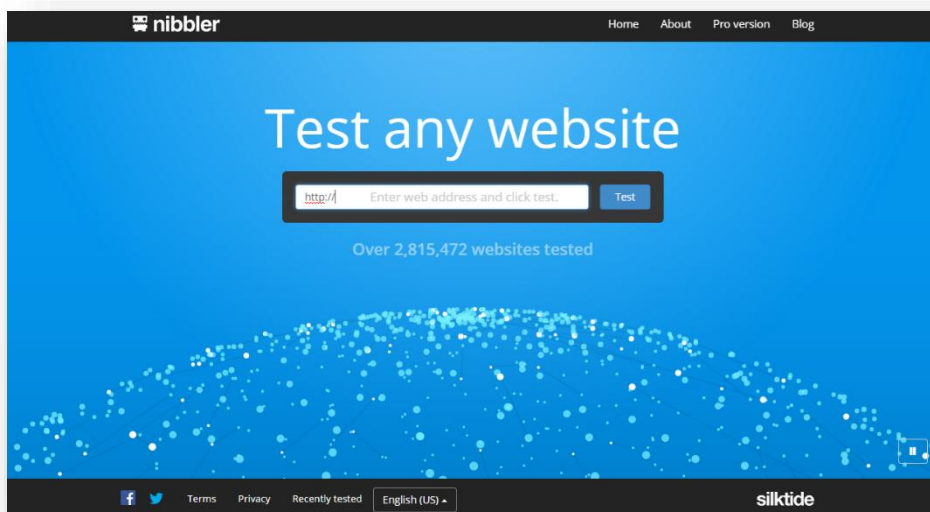 nibbler
Home About Pro version Blog
Test any website
http:// Enter web address and click test. Test
Over 2,815,472 websites tested
Terms Privacy Recently tested English (US)
silktide